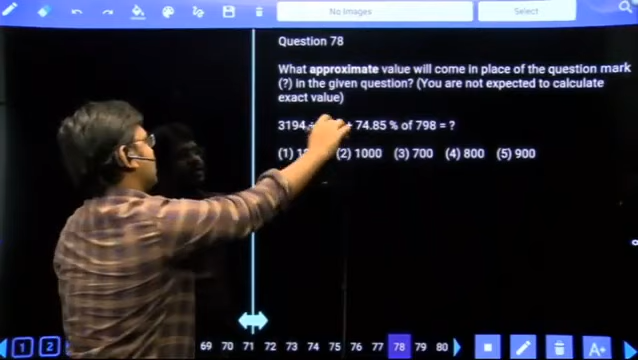 No Images
Select
Question 78
What approximate value will come in place of the question mark
(?) in the given question? (You are not expected to calculate
exact value)
3194 + 74.85 % of 798 = ?
(1) (2) 1000 (3) 700 (4) 800 (5) 900
1 2 69 70 71 72 73 74 75 76 77 78 79 80 A+